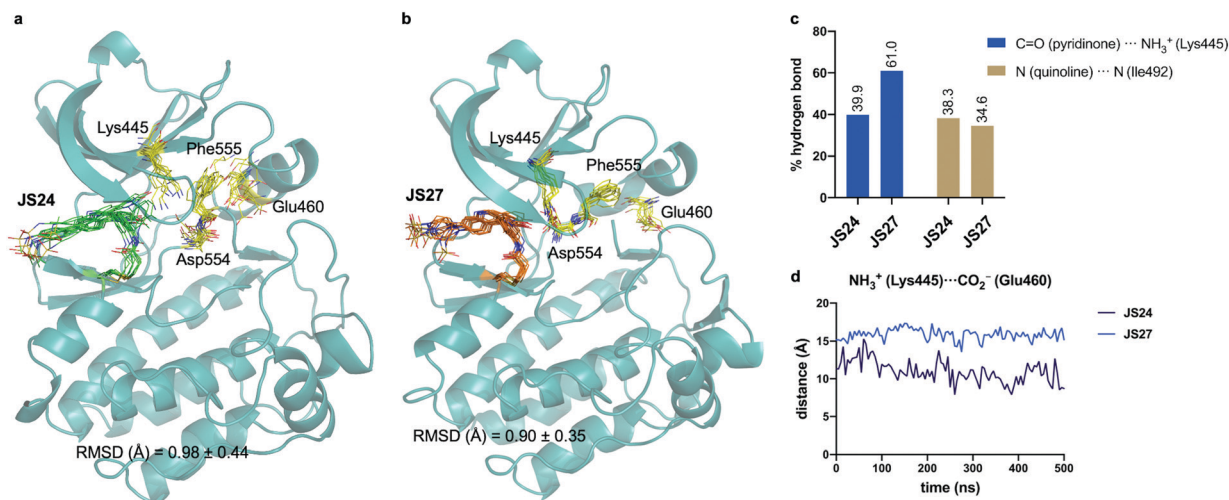 a
Lys445
Phe555
JS24
Glu460
Asp554
RMSD (Å) = 0.98 ± 0.44
b
Lys445
Phe555
JS27
Glu460
Asp554
RMSD (Å) = 0.90 ± 0.35
c
% hydrogen bond
80
60
40
20
0
39.9
61.0
38.3
34.6
JS24
JS27
JS24
JS27
C=O (pyridinone) ··· NH₃⁺ (Lys445)
N (quinoline) ··· N (Ile492)
d
NH₃⁺ (Lys445)···CO₂⁻ (Glu460)
distance (Å)
20
15
10
5
0
0 100 200 300 400 500
time (ns)
JS24
JS27